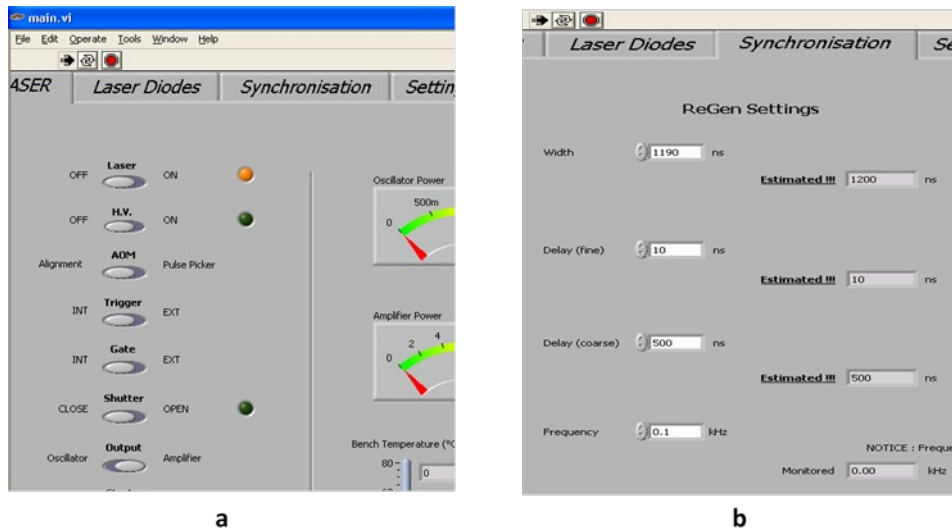 main.vi
File Edit Operate Tools Window Help
ASER Laser Diodes Synchronisation Settin
Laser
OFF ON
H.V.
OFF ON
AOM
Alignment Pulse Picker
Trigger
INT EXT
Gate
INT EXT
Shutter
CLOSE OPEN
Output
Oscillator Amplifier
Oscillator Power
500m
0
Amplifier Power
2 4
0
Bench Temperature (°C
80
0
a
Laser Diodes Synchronisation Se
ReGen Settings
Width 1190 ns
Estimated !!! 1200 ns
Delay (fine) 10 ns
Estimated !!! 10 ns
Delay (coarse) 500 ns
Estimated !!! 500 ns
Frequency 0.1 kHz
NOTICE : Freque
Monitored 0.00 kHz
b